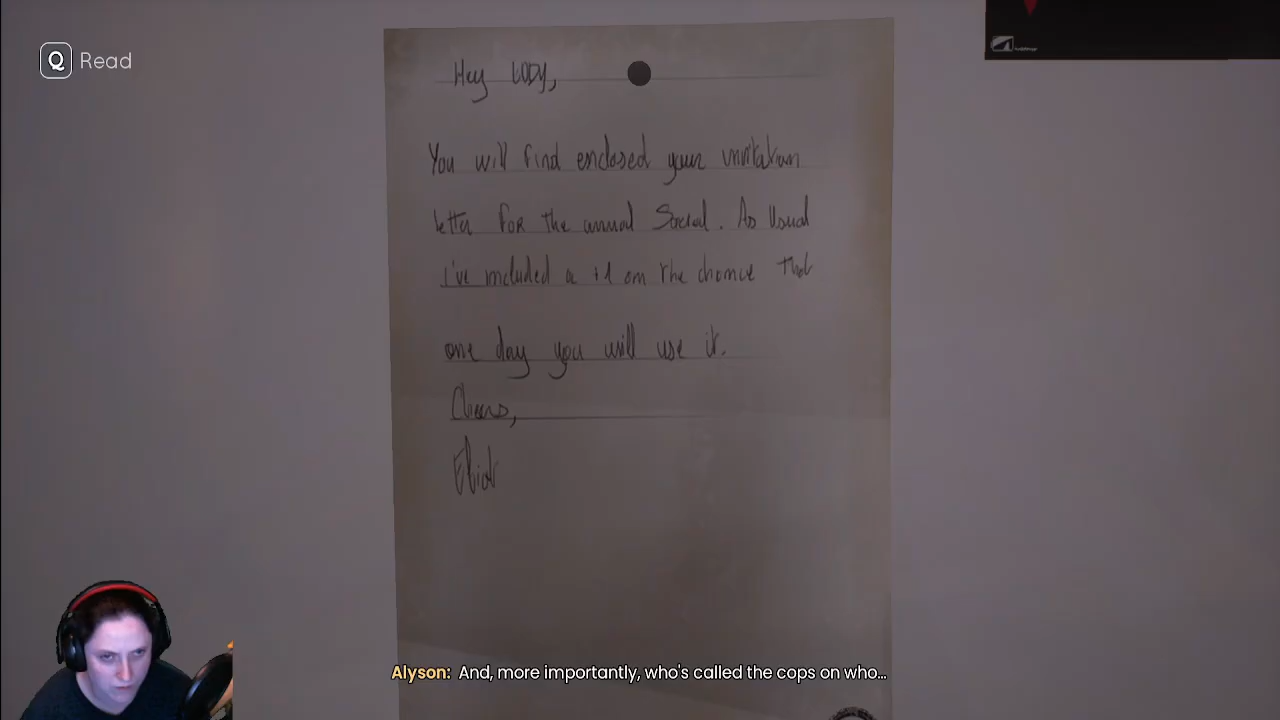 Q Read
Hey CODY,
You will find enclosed your invitation
letter for the annual Social. As Usual
I've included a +1 on the chance that
one day you will use it.
Cheers,
Eliot
Alyson: And, more importantly, who's called the cops on who...